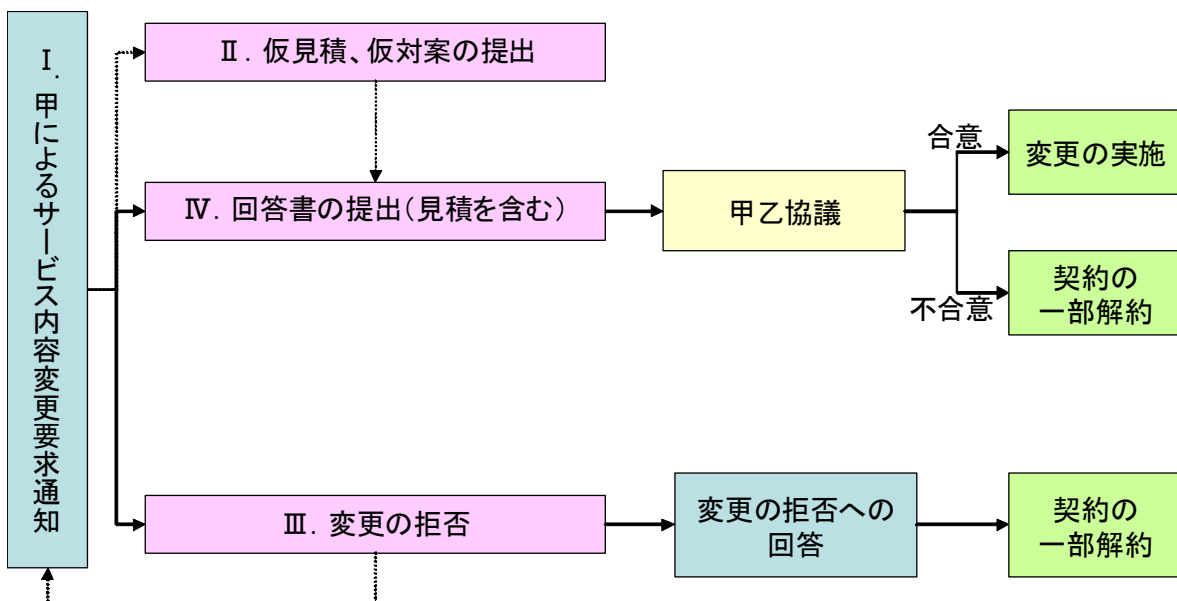 Ⅰ．甲によるサービス内容変更要求通知
Ⅱ．仮見積、仮対案の提出
Ⅳ．回答書の提出（見積を含む）
甲乙協議
合意
変更の実施
不合意
契約の
一部解約
Ⅲ．変更の拒否
変更の拒否への
回答
契約の
一部解約